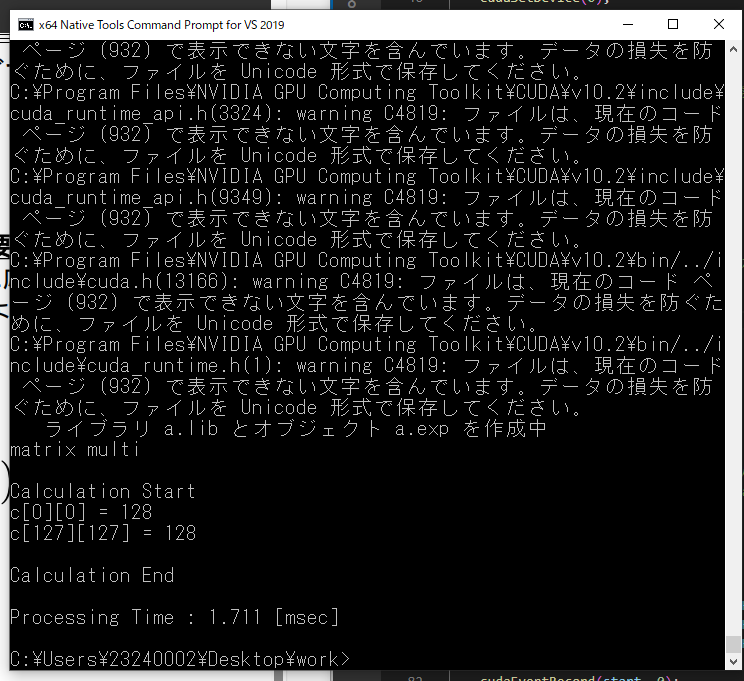 cudaSetDevice(0);
x64 Native Tools Command Prompt for VS 2019
ページ (932) で表示できない文字を含んでいます。データの損失を防
ぐために、ファイルを Unicode 形式で保存してください。
C:¥Program Files¥NVIDIA GPU Computing Toolkit¥CUDA¥v10.2¥include¥
cuda_runtime_api.h(3324): warning C4819: ファイルは、現在のコード
ページ (932) で表示できない文字を含んでいます。データの損失を防
ぐために、ファイルを Unicode 形式で保存してください。
C:¥Program Files¥NVIDIA GPU Computing Toolkit¥CUDA¥v10.2¥include¥
cuda_runtime_api.h(9349): warning C4819: ファイルは、現在のコード
ページ (932) で表示できない文字を含んでいます。データの損失を防
ぐために、ファイルを Unicode 形式で保存してください。
C:¥Program Files¥NVIDIA GPU Computing Toolkit¥CUDA¥v10.2¥bin/../i
nclude¥cuda.h(13166): warning C4819: ファイルは、現在のコード ペ
ージ (932) で表示できない文字を含んでいます。データの損失を防ぐた
めに、ファイルを Unicode 形式で保存してください。
C:¥Program Files¥NVIDIA GPU Computing Toolkit¥CUDA¥v10.2¥bin/../i
nclude¥cuda_runtime.h(1): warning C4819: ファイルは、現在のコード
ページ (932) で表示できない文字を含んでいます。データの損失を防
ぐために、ファイルを Unicode 形式で保存してください。
ライブラリ a.lib とオブジェクト a.exp を作成中
matrix multi
Calculation Start
c[0][0] = 128
c[127][127] = 128
Calculation End
Processing Time : 1.711 [msec]
C:¥Users¥23240002¥Desktop¥work>
82 cudaEventRecord(start, 0);